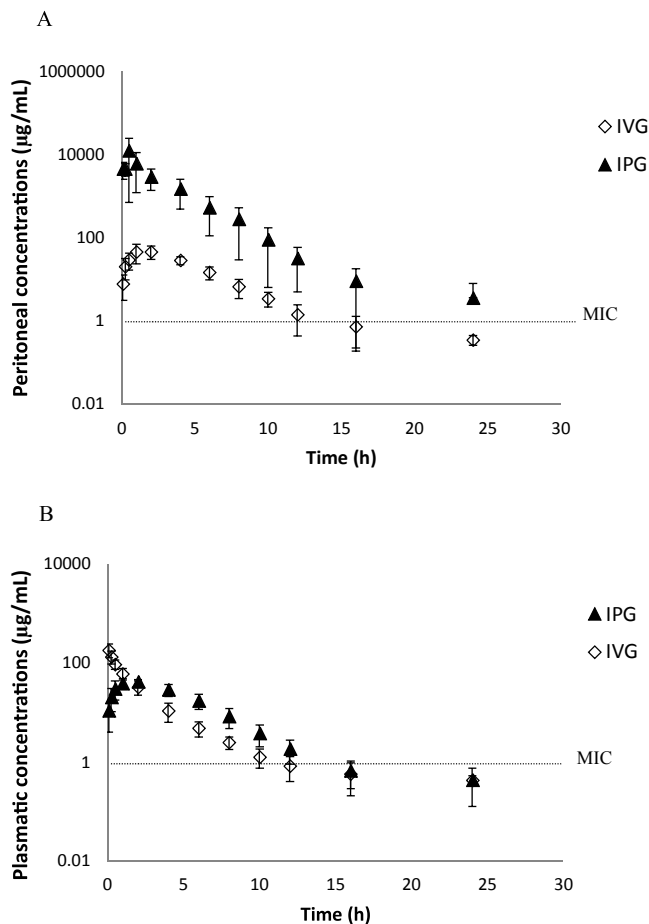 A
Peritoneal concentrations (µg/mL)
1000000
10000
100
1
0.01
0 5 10 15 20 25 30
Time (h)
IVG
IPG
MIC
B
Plasmatic concentrations (µg/mL)
10000
100
1
0.01
0 5 10 15 20 25 30
Time (h)
IPG
IVG
MIC